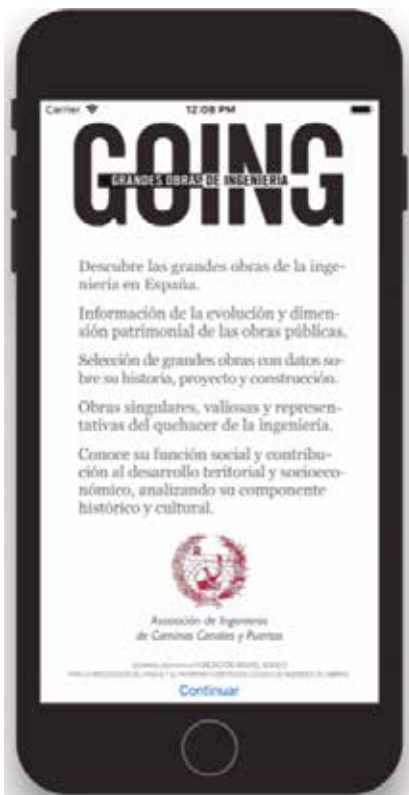 Carrier 12:08 PM
GOING
GRANDES OBRAS DE INGENIERÍA
Descubre las grandes obras de la inge-
niería en España.
Información de la evolución y dimen-
sión patrimonial de las obras públicas.
Selección de grandes obras con datos so-
bre su historia, proyecto y construcción.
Obras singulares, valiosas y represen-
tativas del quehacer de la ingeniería.
Conoce su función social y contribu-
ción al desarrollo teritorial y socioeco-
nómico, analizando su componente
histórico y cultural.
Asociación de Ingenieros
de Caminos Canales y Puertos
FUNDACIÓN
Continuar